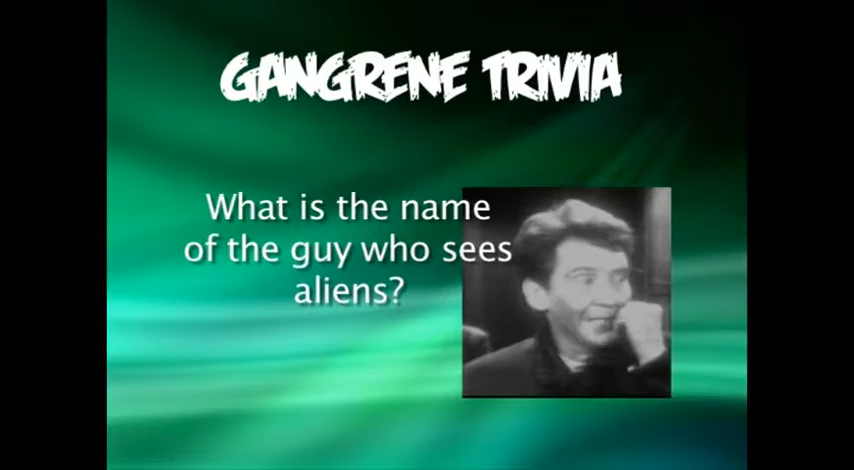 GANGRENE TRIVIA
What is the name
of the guy who sees
aliens?